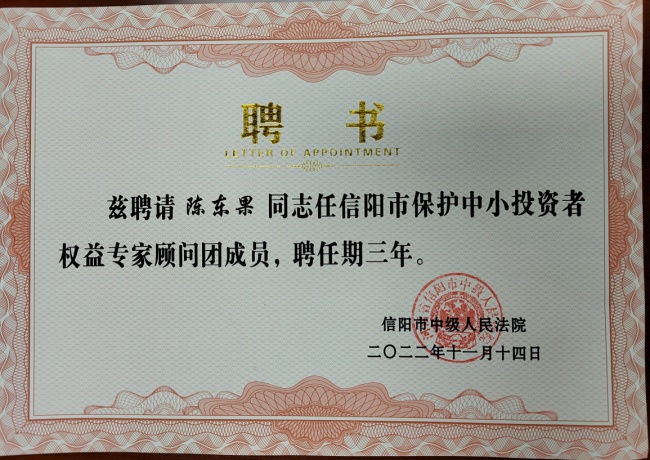 聘 书
LETTER OF APPOINTMENT
兹聘请 陈东果 同志任信阳市保护中小投资者
权益专家顾问团成员，聘任期三年。
信阳市中级人民法院
二〇二二年十一月十四日